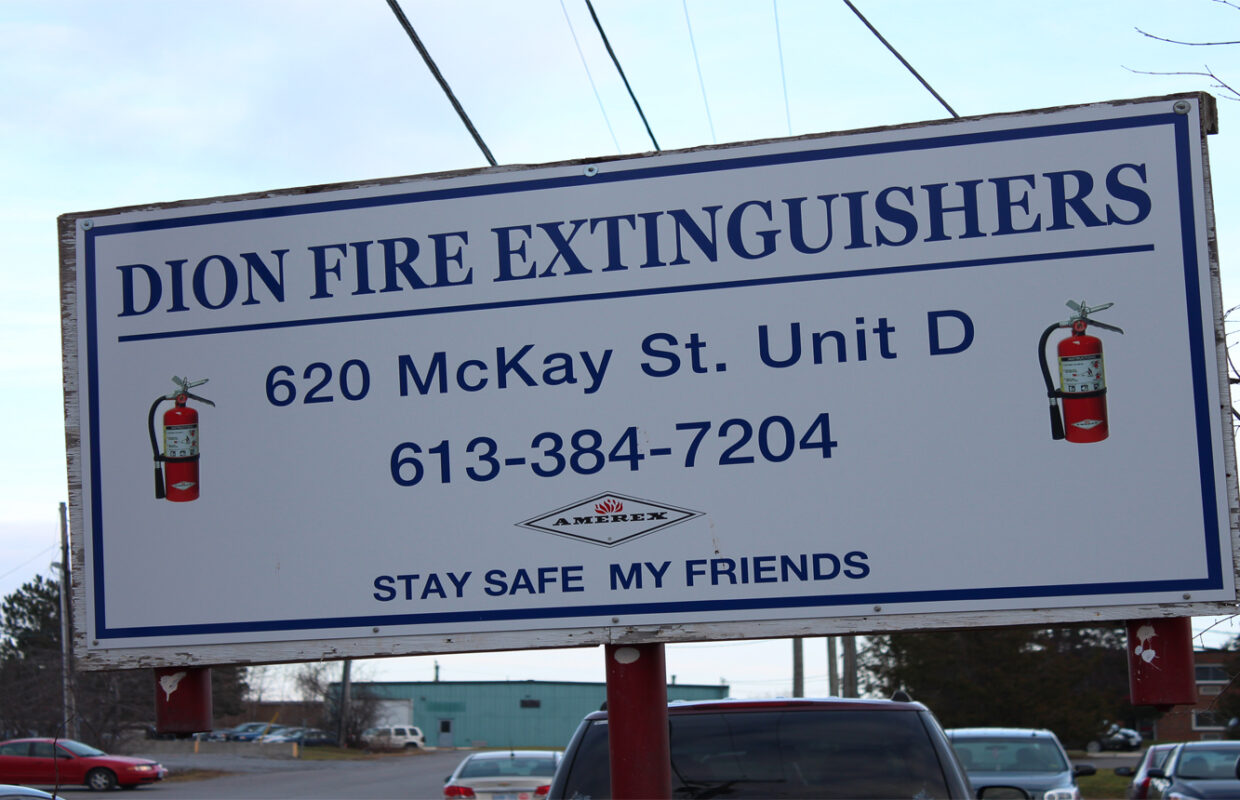 DION FIRE EXTINGUISHERS
620 McKay St. Unit D
613-384-7204
AMEREX
STAY SAFE MY FRIENDS